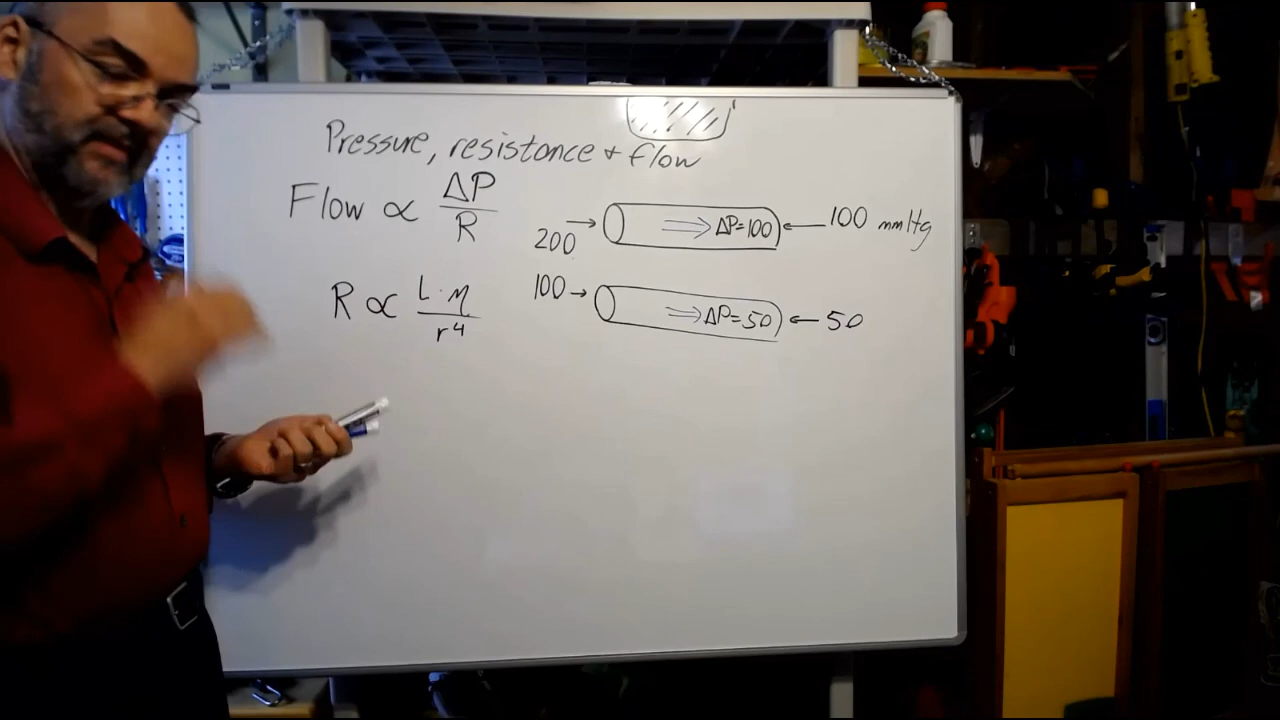 Pressure, resistance + flow
Flow ∝ ΔP/R
200 → ⇒ ΔP=100 ← 100 mmHg
R ∝ L·η/r⁴
100 → ⇒ ΔP=50 ← 50